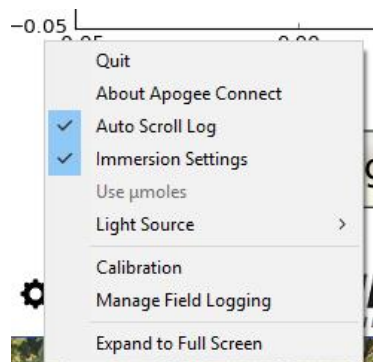 −0.05
Quit
About Apogee Connect
Auto Scroll Log
Immersion Settings
Use µmoles
Light Source
Calibration
Manage Field Logging
Expand to Full Screen